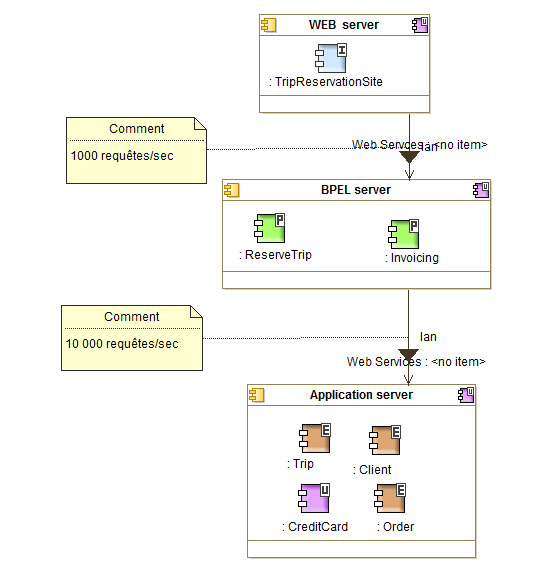 WEB server
U
I
: TripReservationSite
Comment
1000 requêtes/sec
Web Servces : <no item>
lan
BPEL server
U
P
P
: ReserveTrip
: Invoicing
Comment
10 000 requêtes/sec
lan
Web Services : <no item>
Application server
U
E
E
: Trip
: Client
U
E
: CreditCard
: Order